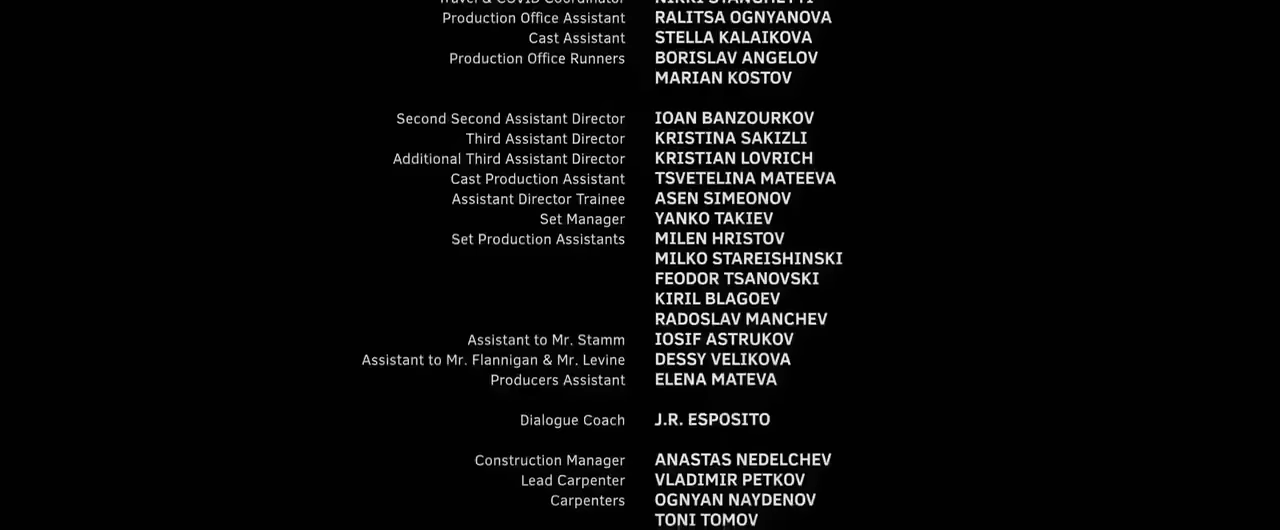 Production Office Assistant RALITSA OGNYANOVA
Cast Assistant STELLA KALAIKOVA
Production Office Runners BORISLAV ANGELOV
MARIAN KOSTOV
Second Second Assistant Director IOAN BANZOURKOV
Third Assistant Director KRISTINA SAKIZLI
Additional Third Assistant Director KRISTIAN LOVRICH
Cast Production Assistant TSVETELINA MATEEVA
Assistant Director Trainee ASEN SIMEONOV
Set Manager YANKO TAKIEV
Set Production Assistants MILEN HRISTOV
MILKO STAREISHINSKI
FEODOR TSANOVSKI
KIRIL BLAGOEV
RADOSLAV MANCHEV
Assistant to Mr. Stamm IOSIF ASTRUKOV
Assistant to Mr. Flannigan & Mr. Levine DESSY VELIKOVA
Producers Assistant ELENA MATEVA
Dialogue Coach J.R. ESPOSITO
Construction Manager ANASTAS NEDELCHEV
Lead Carpenter VLADIMIR PETKOV
Carpenters OGNYAN NAYDENOV
TONI TOMOV